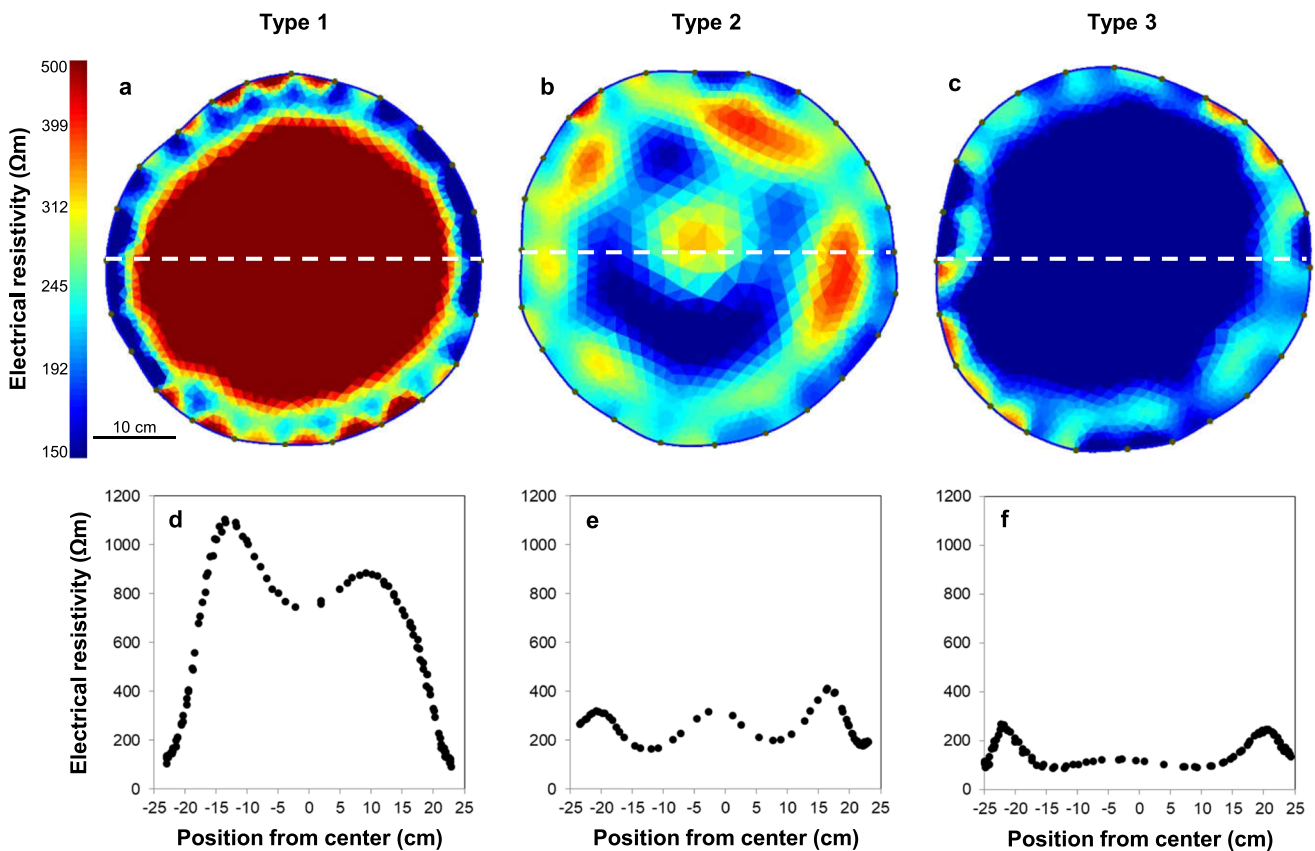 Type 1
Type 2
Type 3
a
b
c
Electrical resistivity (Ωm)
500
399
312
245
192
150
10 cm
d
e
f
Electrical resistivity (Ωm)
1200
1000
800
600
400
200
0
-25 -20 -15 -10 -5 0 5 10 15 20 25
Position from center (cm)
1200
1000
800
600
400
200
0
-25 -20 -15 -10 -5 0 5 10 15 20 25
Position from center (cm)
1200
1000
800
600
400
200
0
-25 -20 -15 -10 -5 0 5 10 15 20 25
Position from center (cm)